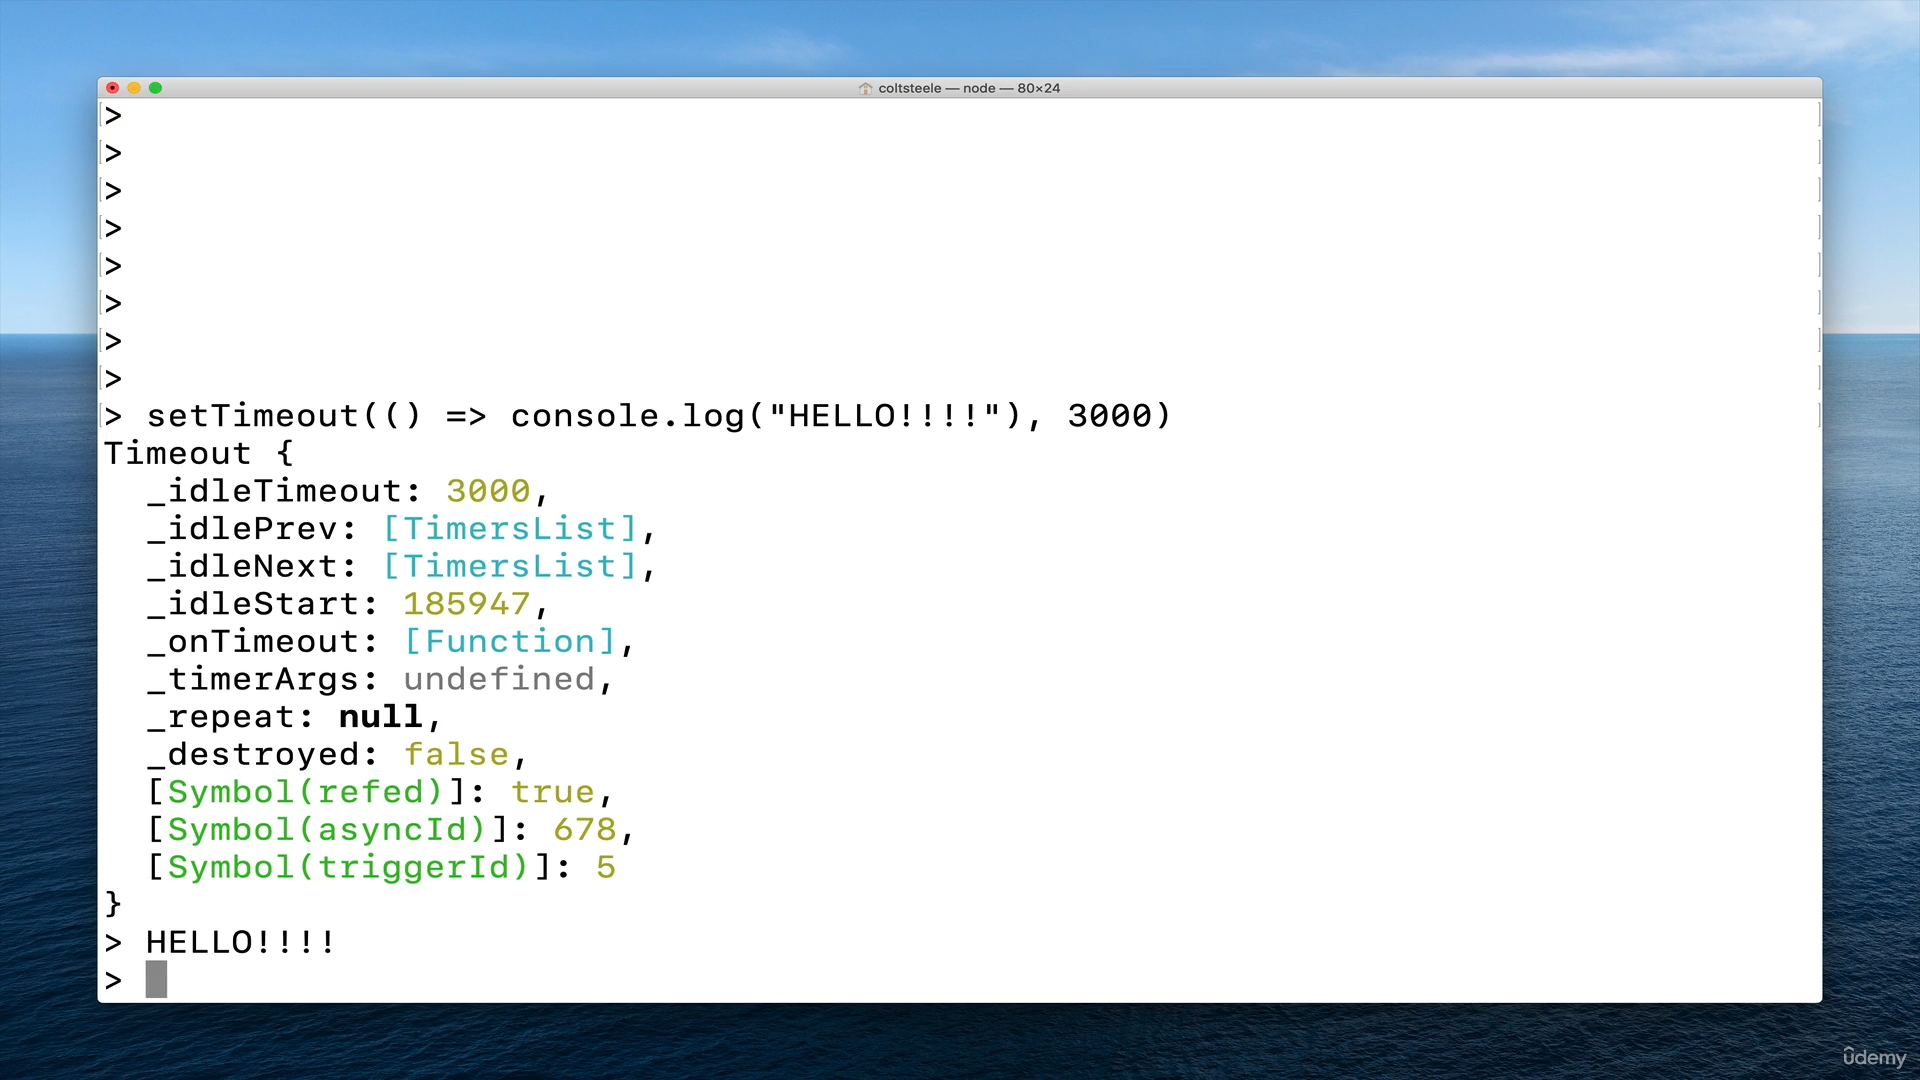 coltsteele — node — 80×24
>
>
>
>
>
>
>
>
> setTimeout(() => console.log("HELLO!!!!"), 3000)
Timeout {
  _idleTimeout: 3000,
  _idlePrev: [TimersList],
  _idleNext: [TimersList],
  _idleStart: 185947,
  _onTimeout: [Function],
  _timerArgs: undefined,
  _repeat: null,
  _destroyed: false,
  [Symbol(refed)]: true,
  [Symbol(asyncId)]: 678,
  [Symbol(triggerId)]: 5
}
> HELLO!!!!
>
ûdemy